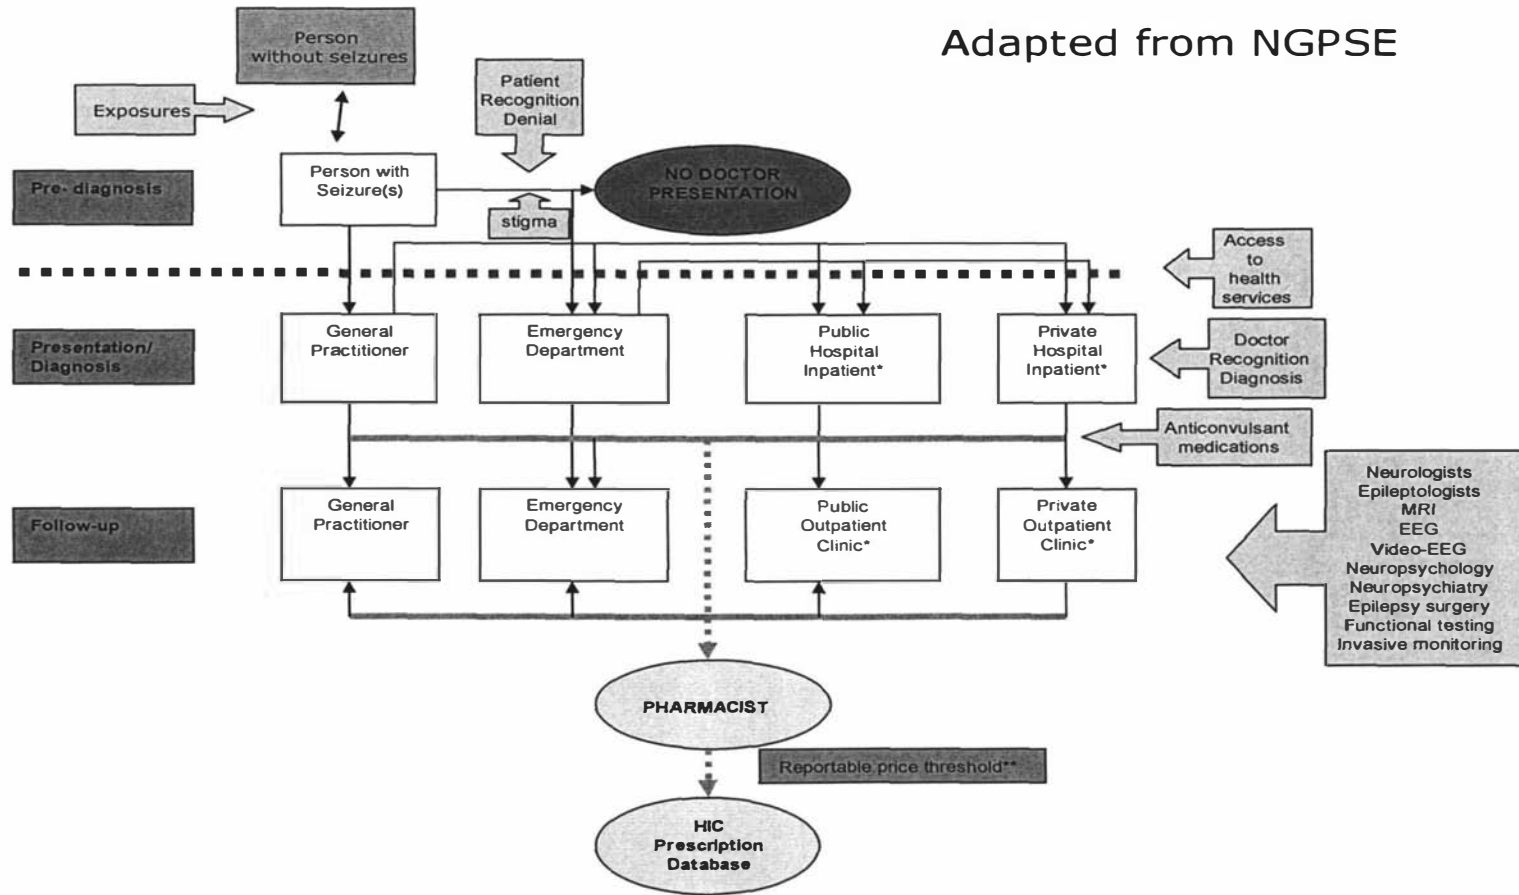 Adapted from NGPSE
Person
without seizures
Exposures
Patient
Recognition
Denial
Pre- diagnosis
Person with
Seizure(s)
NO DOCTOR
PRESENTATION
stigma
Access
to
health
services
Presentation/
Diagnosis
General
Practitioner
Emergency
Department
Public
Hospital
Inpatient*
Private
Hospital
Inpatient*
Doctor
Recognition
Diagnosis
Anticonvulsant
medications
Follow-up
General
Practitioner
Emergency
Department
Public
Outpatient
Clinic*
Private
Outpatient
Clinic*
Neurologists
Epileptologists
MRI
EEG
Video-EEG
Neuropsychology
Neuropsychiatry
Epilepsy surgery
Functional testing
Invasive monitoring
PHARMACIST
Reportable price threshold**
HIC
Prescription
Database